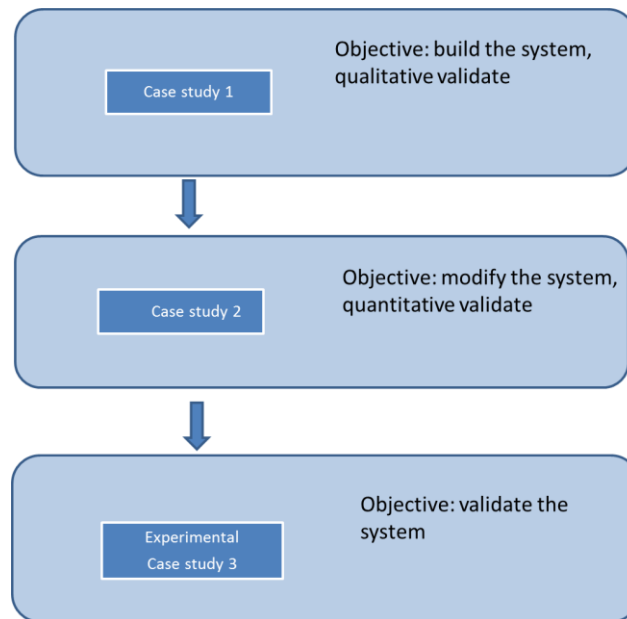 Objective: build the system,
qualitative validate
Case study 1
Objective: modify the system,
quantitative validate
Case study 2
Objective: validate the
system
Experimental
Case study 3